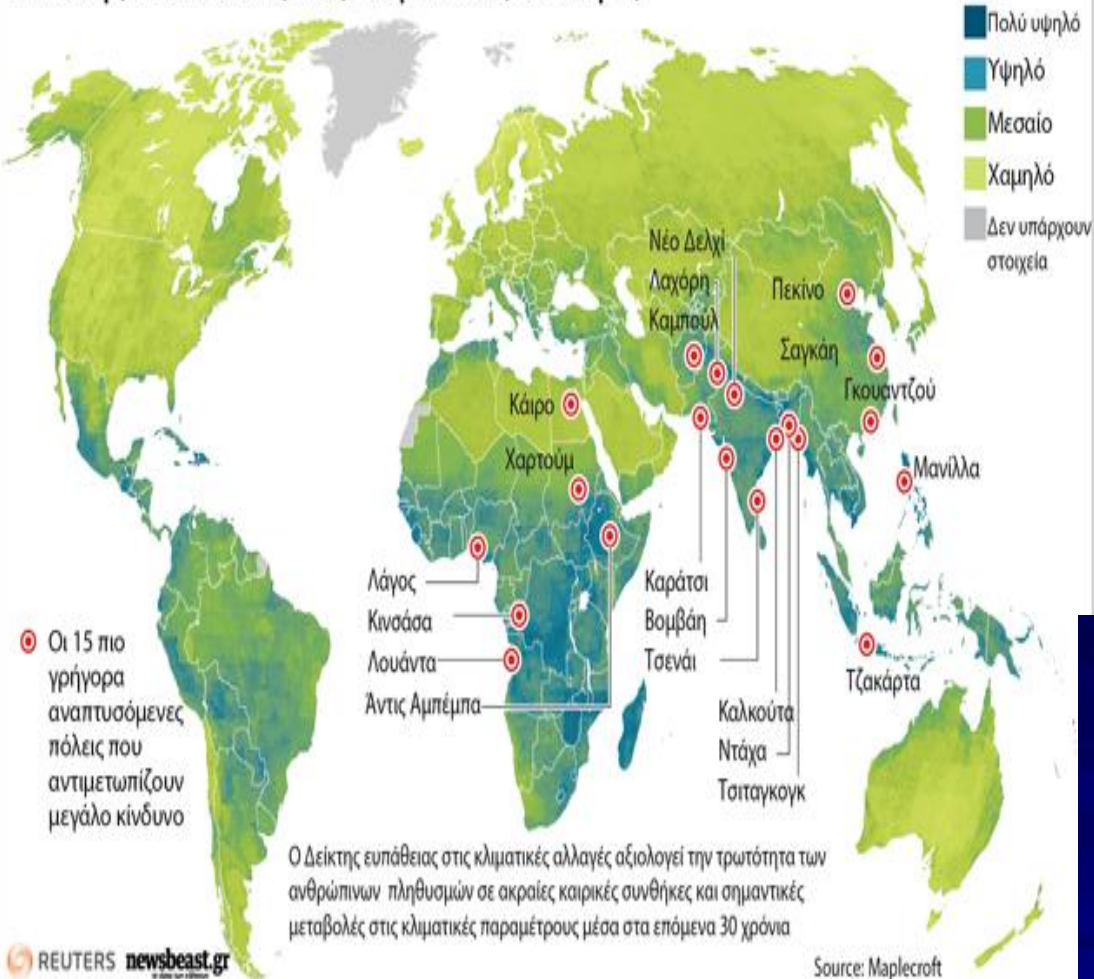 Πολύ υψηλό
Υψηλό
Μεσαίο
Χαμηλό
Δεν υπάρχουν
στοιχεία
Νέο Δελχί
Λαχόρη
Καμπούλ
Πεκίνο
Σαγκάη
Γκουαντζού
Κάιρο
Χαρτούμ
Μανίλλα
Λάγος
Κινσάσα
Λουάντα
Άντις Αμπέμπα
Καράτσι
Βομβάη
Τσενάι
Καλκούτα
Ντάχα
Τσιταγκογκ
Τζακάρτα
Οι 15 πιο
γρήγορα
αναπτυσόμενες
πόλεις που
αντιμετωπίζουν
μεγάλο κίνδυνο
Ο Δείκτης ευπάθειας στις κλιματικές αλλαγές αξιολογεί την τρωτότητα των
ανθρώπινων πληθυσμών σε ακραίες καιρικές συνθήκες και σημαντικές
μεταβολές στις κλιματικές παραμέτρους μέσα στα επόμενα 30 χρόνια
REUTERS newsbeast.gr
Source: Maplecroft